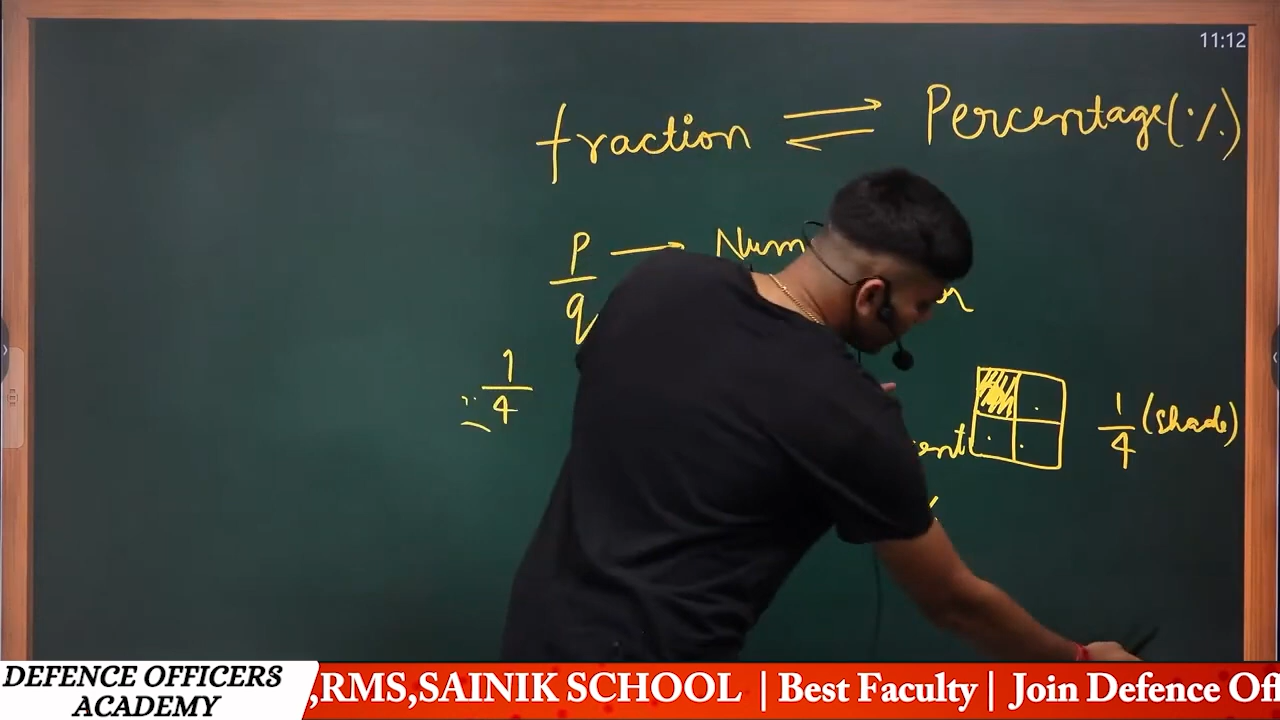 11:12
fraction ⇌ Percentage (%)
p → Num
q
∵ 1/4
1/4 (shade)
DEFENCE OFFICERS
ACADEMY
,RMS,SAINIK SCHOOL | Best Faculty | Join Defence Off